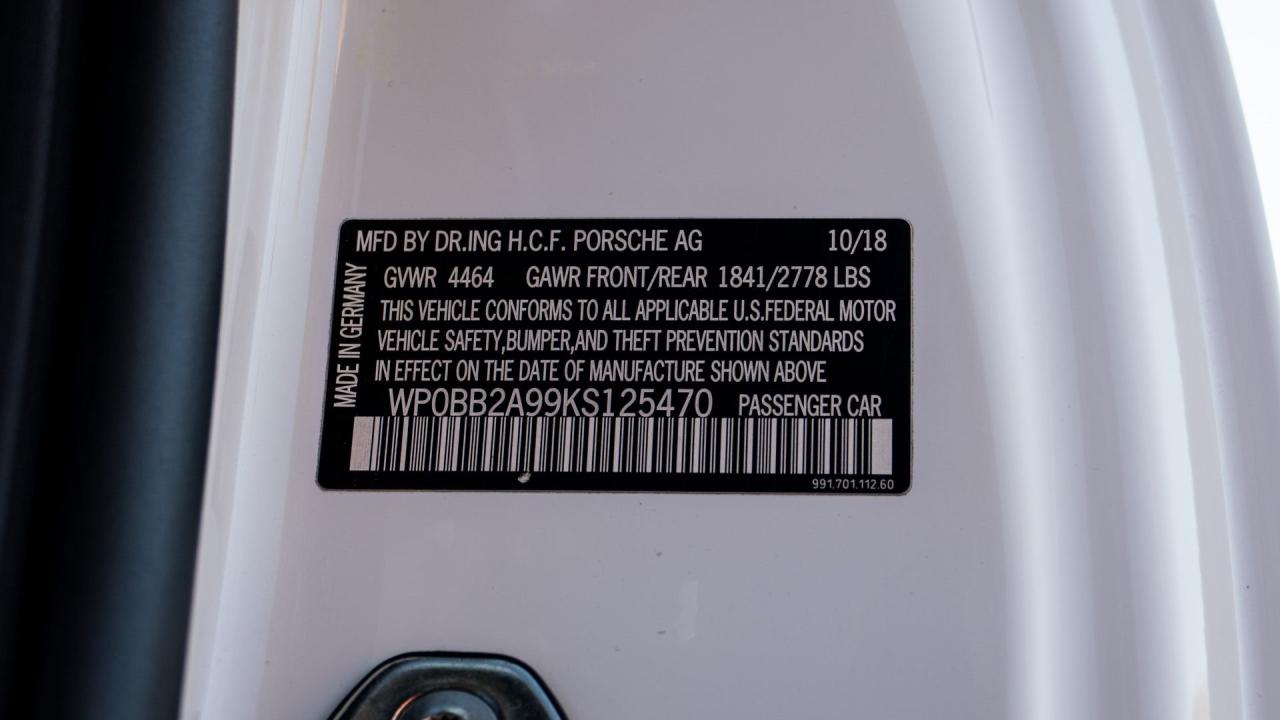 MFD BY DR.ING H.C.F. PORSCHE AG 10/18
GVWR 4464 GAWR FRONT/REAR 1841/2778 LBS
THIS VEHICLE CONFORMS TO ALL APPLICABLE U.S.FEDERAL MOTOR
VEHICLE SAFETY,BUMPER,AND THEFT PREVENTION STANDARDS
IN EFFECT ON THE DATE OF MANUFACTURE SHOWN ABOVE
WP0BB2A99KS125470 PASSENGER CAR
991.701.112.60
MADE IN GERMANY